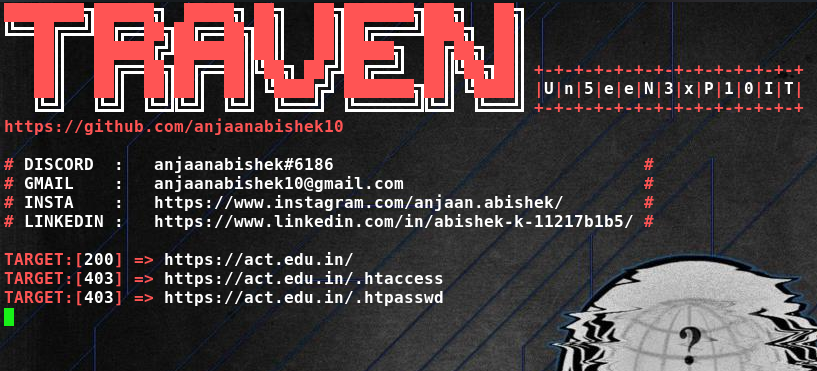 TRAVEN
+-+-+-+-+-+-+-+-+-+-+-+-+-+
|U|n|5|e|e|N|3|x|P|1|0|I|T|
+-+-+-+-+-+-+-+-+-+-+-+-+-+
https://github.com/anjaanabishek10
# DISCORD : anjaanabishek#6186 #
# GMAIL : anjaanabishek10@gmail.com #
# INSTA : https://www.instagram.com/anjaan.abishek/ #
# LINKEDIN : https://www.linkedin.com/in/abishek-k-11217b1b5/ #
TARGET:[200] => https://act.edu.in/
TARGET:[403] => https://act.edu.in/.htaccess
TARGET:[403] => https://act.edu.in/.htpasswd
?